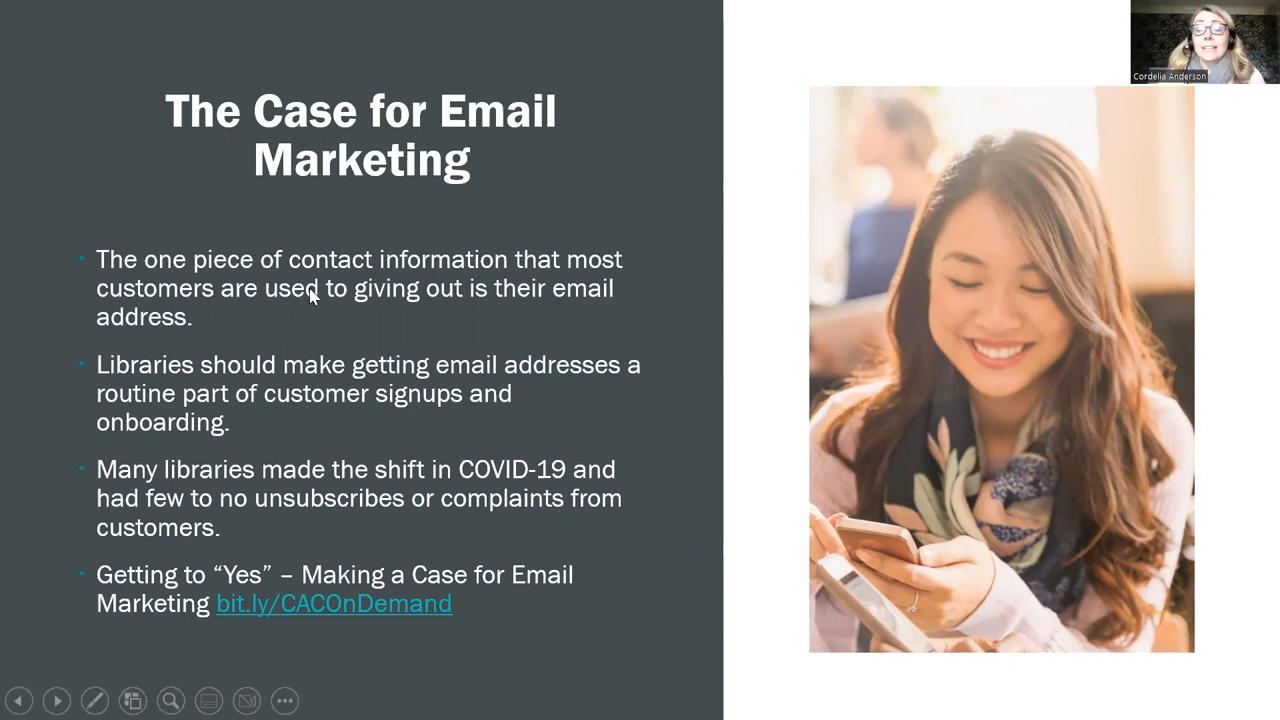 Cordelia Anderson
The Case for Email
Marketing
The one piece of contact information that most
customers are used to giving out is their email
address.
Libraries should make getting email addresses a
routine part of customer signups and
onboarding.
Many libraries made the shift in COVID-19 and
had few to no unsubscribes or complaints from
customers.
Getting to “Yes” – Making a Case for Email
Marketing bit.ly/CACOnDemand